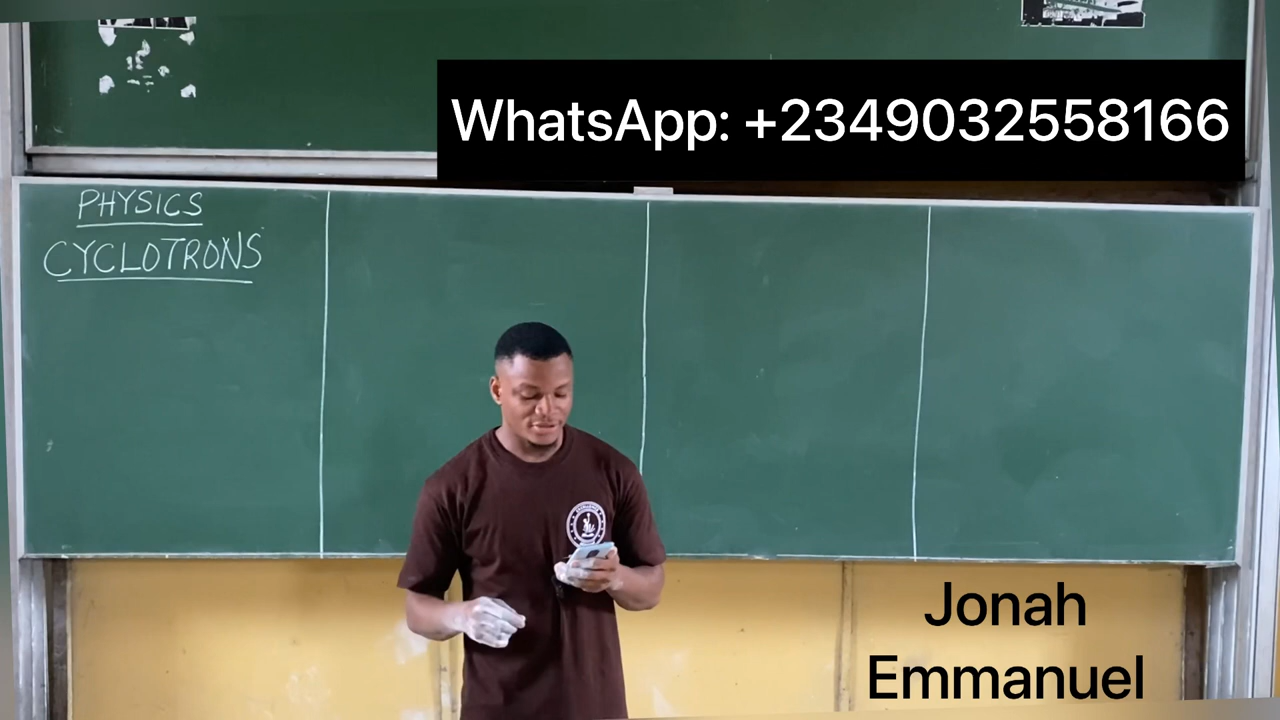 WhatsApp: +2349032558166
PHYSICS
CYCLOTRONS
Jonah
Emmanuel